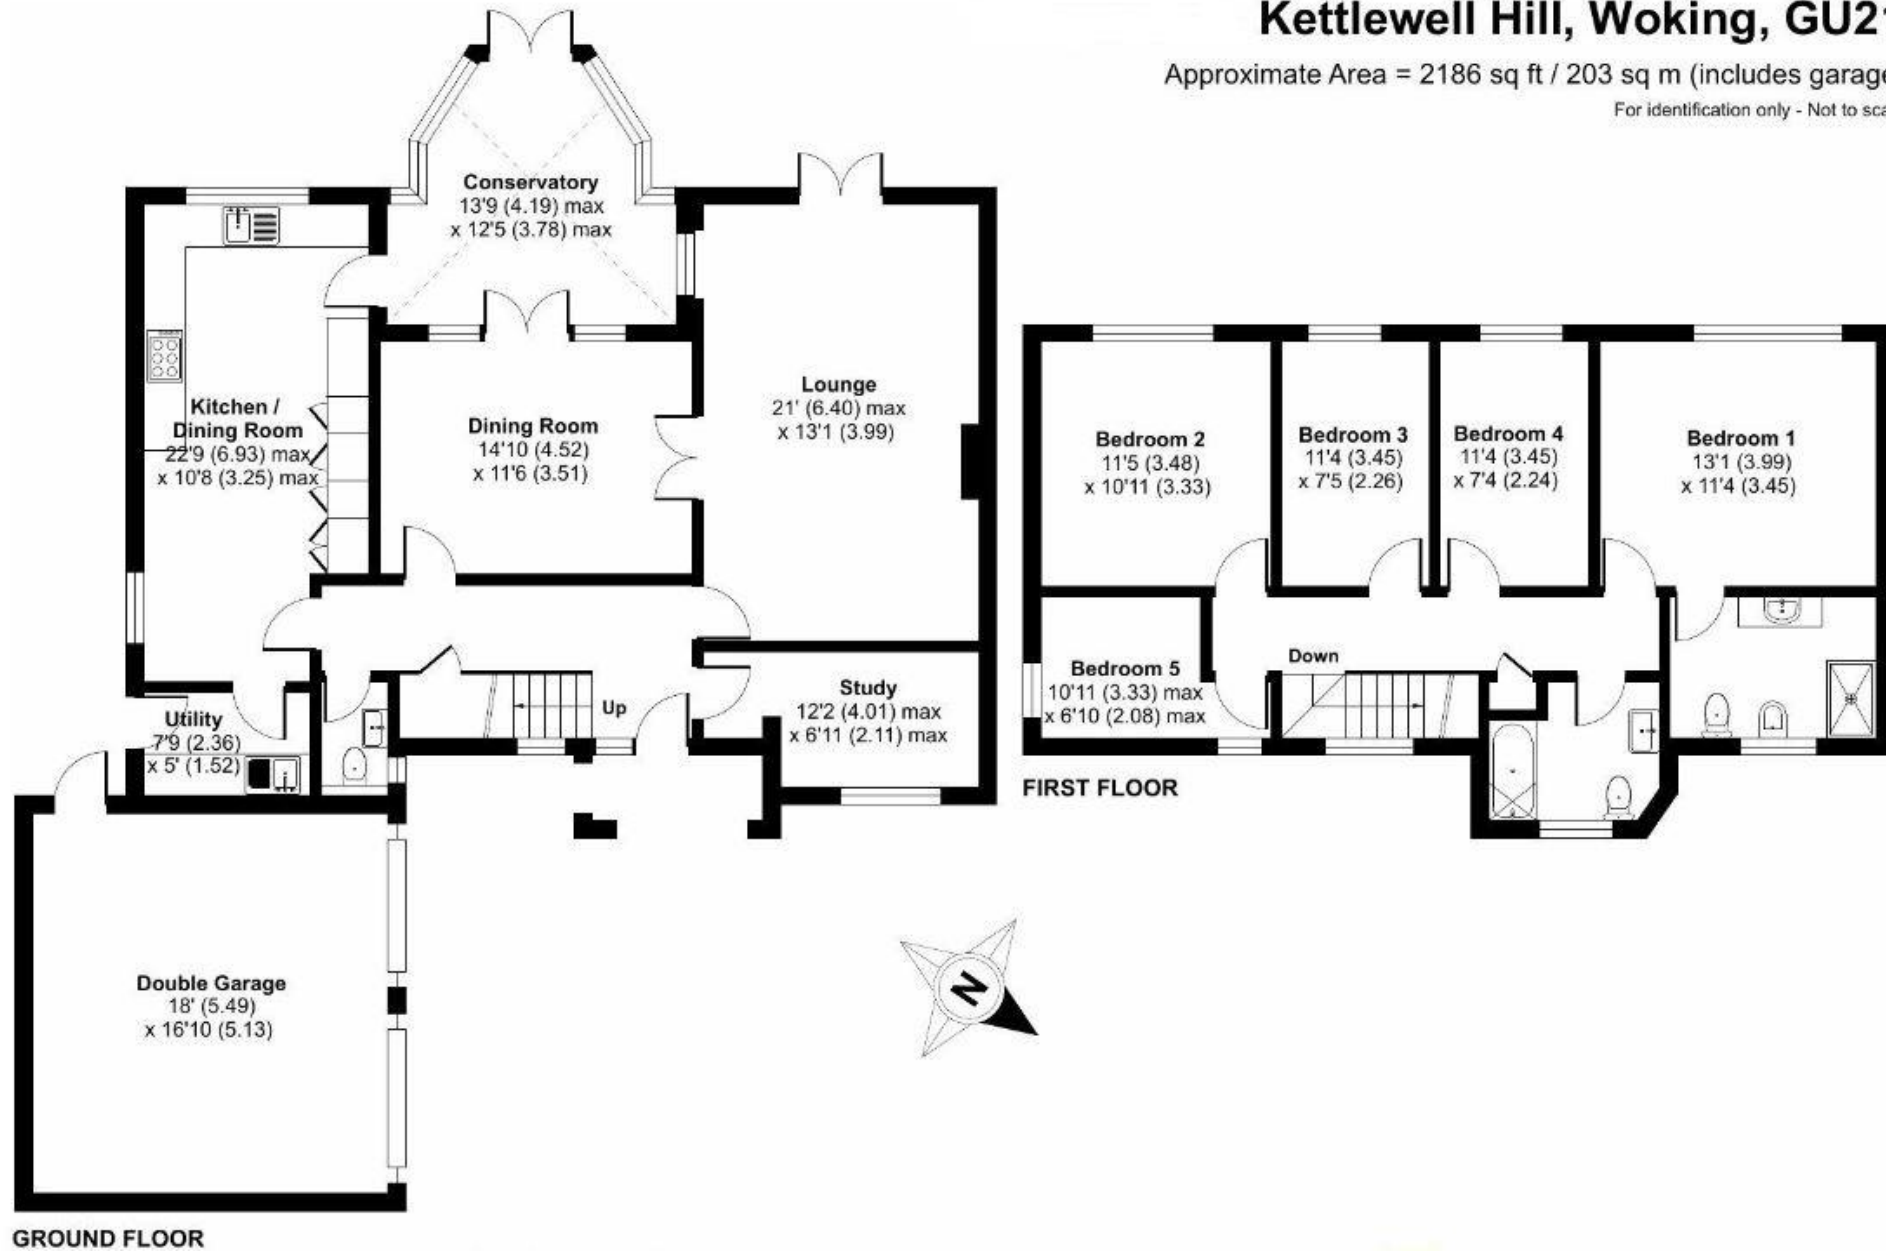 Kettlewell Hill, Woking, GU21
Approximate Area = 2186 sq ft / 203 sq m (includes garage
For identification only - Not to sca
Conservatory
13'9 (4.19) max
x 12'5 (3.78) max
Kitchen /
Dining Room
22'9 (6.93) max
x 10'8 (3.25) max
Dining Room
14'10 (4.52)
x 11'6 (3.51)
Lounge
21' (6.40) max
x 13'1 (3.99)
Utility
7'9 (2.36)
x 5' (1.52)
Up
Study
12'2 (4.01) max
x 6'11 (2.11) max
Double Garage
18' (5.49)
x 16'10 (5.13)
GROUND FLOOR
N
Bedroom 2
11'5 (3.48)
x 10'11 (3.33)
Bedroom 3
11'4 (3.45)
x 7'5 (2.26)
Bedroom 4
11'4 (3.45)
x 7'4 (2.24)
Bedroom 1
13'1 (3.99)
x 11'4 (3.45)
Bedroom 5
10'11 (3.33) max
x 6'10 (2.08) max
Down
FIRST FLOOR